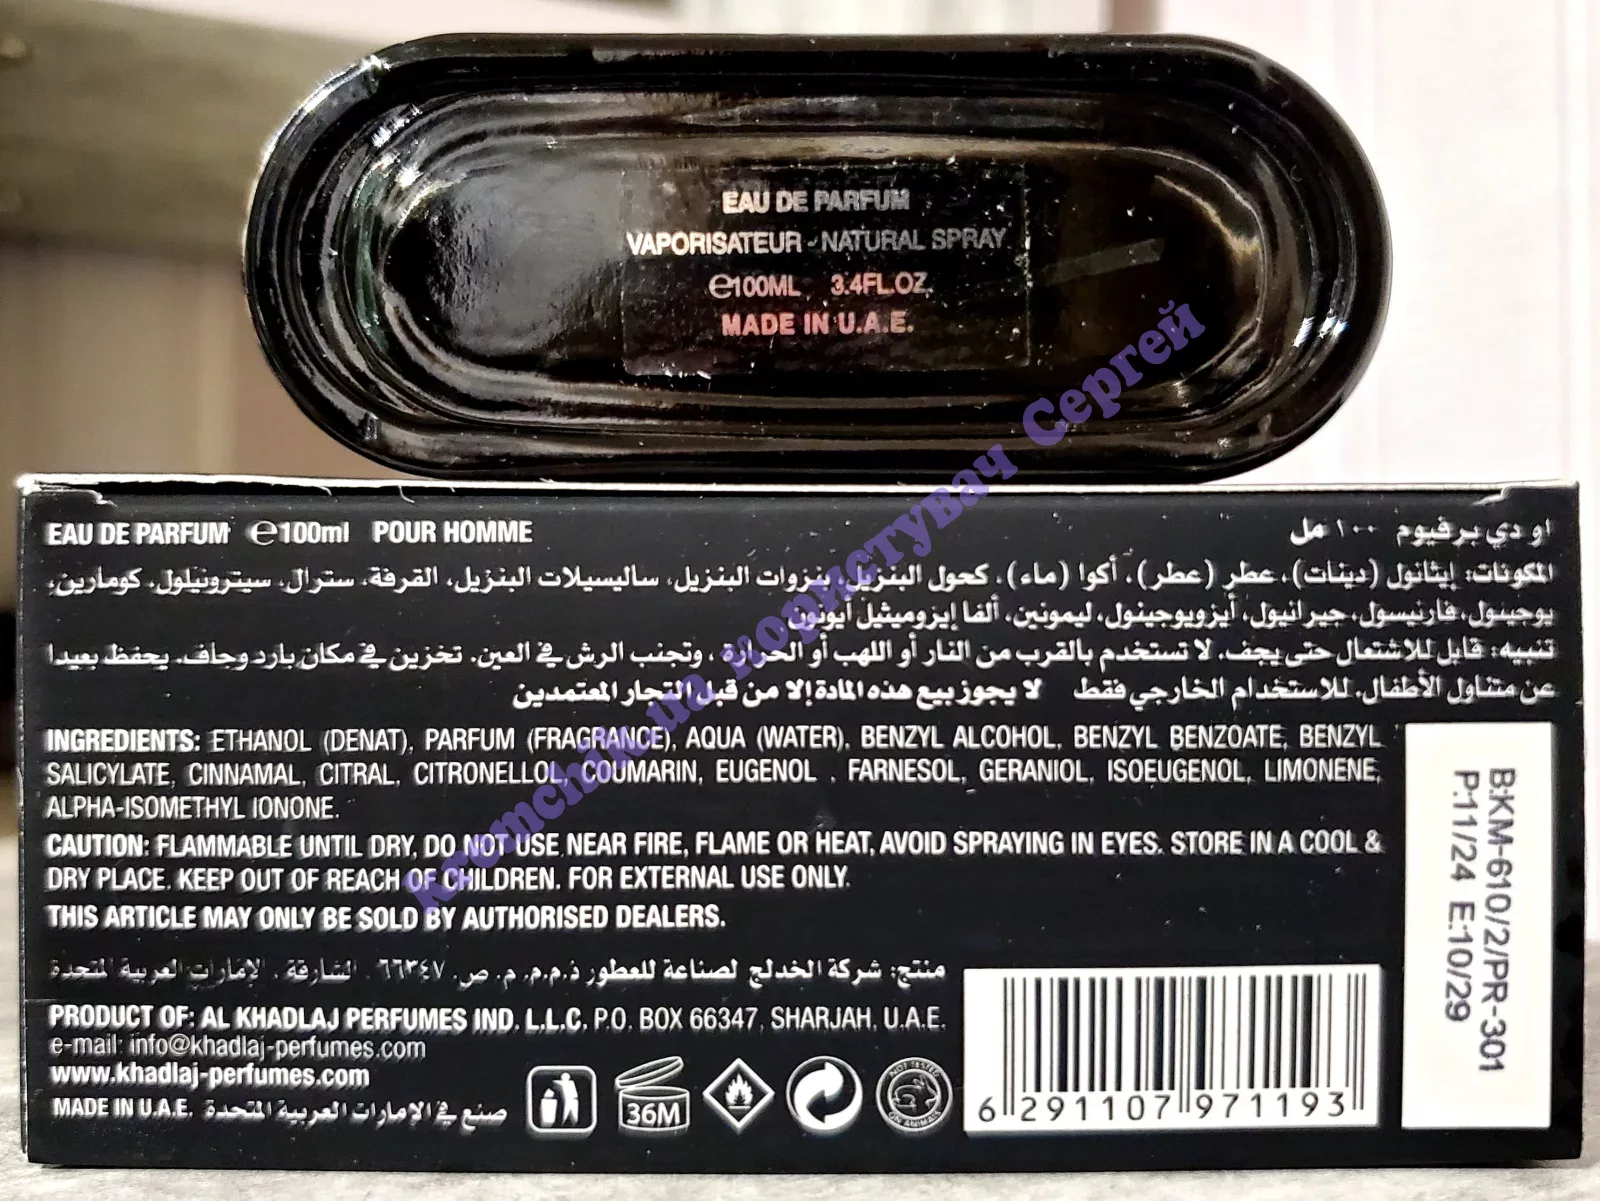 EAU DE PARFUM
VAPORISATEUR - NATURAL SPRAY
℮100ML 3.4FL.OZ.
MADE IN U.A.E.
EAU DE PARFUM ℮100ml POUR HOMME
او دي برفيوم ١٠٠ مل
المكونات: إيثانول (دينات)، عطر (عطر)، أكوا (ماء)، كحول البنزيل، بنزوات البنزيل، ساليسيلات البنزيل، القرفة، سترال، سيترونيلول، كومارين،
يوجينول، فارنيسول، جيرانيول، أيزويوجينول، ليمونين، ألفا إيزوميثيل أيونون
تنبيه: قابل للاشتعال حتى يجف، لا تستخدم بالقرب من النار أو اللهب أو الحرارة، وتجنب الرش في العين. تخزين في مكان بارد وجاف. يحفظ بعيدا
عن متناول الأطفال. للاستخدام الخارجي فقط لا يجوز بيع هذه المادة إلا من قبل التجار المعتمدين
INGREDIENTS: ETHANOL (DENAT), PARFUM (FRAGRANCE), AQUA (WATER), BENZYL ALCOHOL, BENZYL BENZOATE, BENZYL
SALICYLATE, CINNAMAL, CITRAL, CITRONELLOL, COUMARIN, EUGENOL , FARNESOL, GERANIOL, ISOEUGENOL, LIMONENE,
ALPHA-ISOMETHYL IONONE.
CAUTION: FLAMMABLE UNTIL DRY, DO NOT USE NEAR FIRE, FLAME OR HEAT, AVOID SPRAYING IN EYES. STORE IN A COOL &
DRY PLACE. KEEP OUT OF REACH OF CHILDREN. FOR EXTERNAL USE ONLY.
THIS ARTICLE MAY ONLY BE SOLD BY AUTHORISED DEALERS.
منتج: شركة الخدلج لصناعة للعطور ذ.م.م. ص. ٦٦٣٤٧، الشارقة، الإمارات العربية المتحدة
PRODUCT OF: AL KHADLAJ PERFUMES IND. L.L.C. P.O. BOX 66347, SHARJAH, U.A.E.
e-mail: info@khadlaj-perfumes.com
www.khadlaj-perfumes.com
MADE IN U.A.E. صنع في الإمارات العربية المتحدة
36M
NOT TESTED ON ANIMALS
6 291107 971193
B:KM-610/2/PR-301
P:11/24 E:10/29
kromchik.ua користувач Сергей